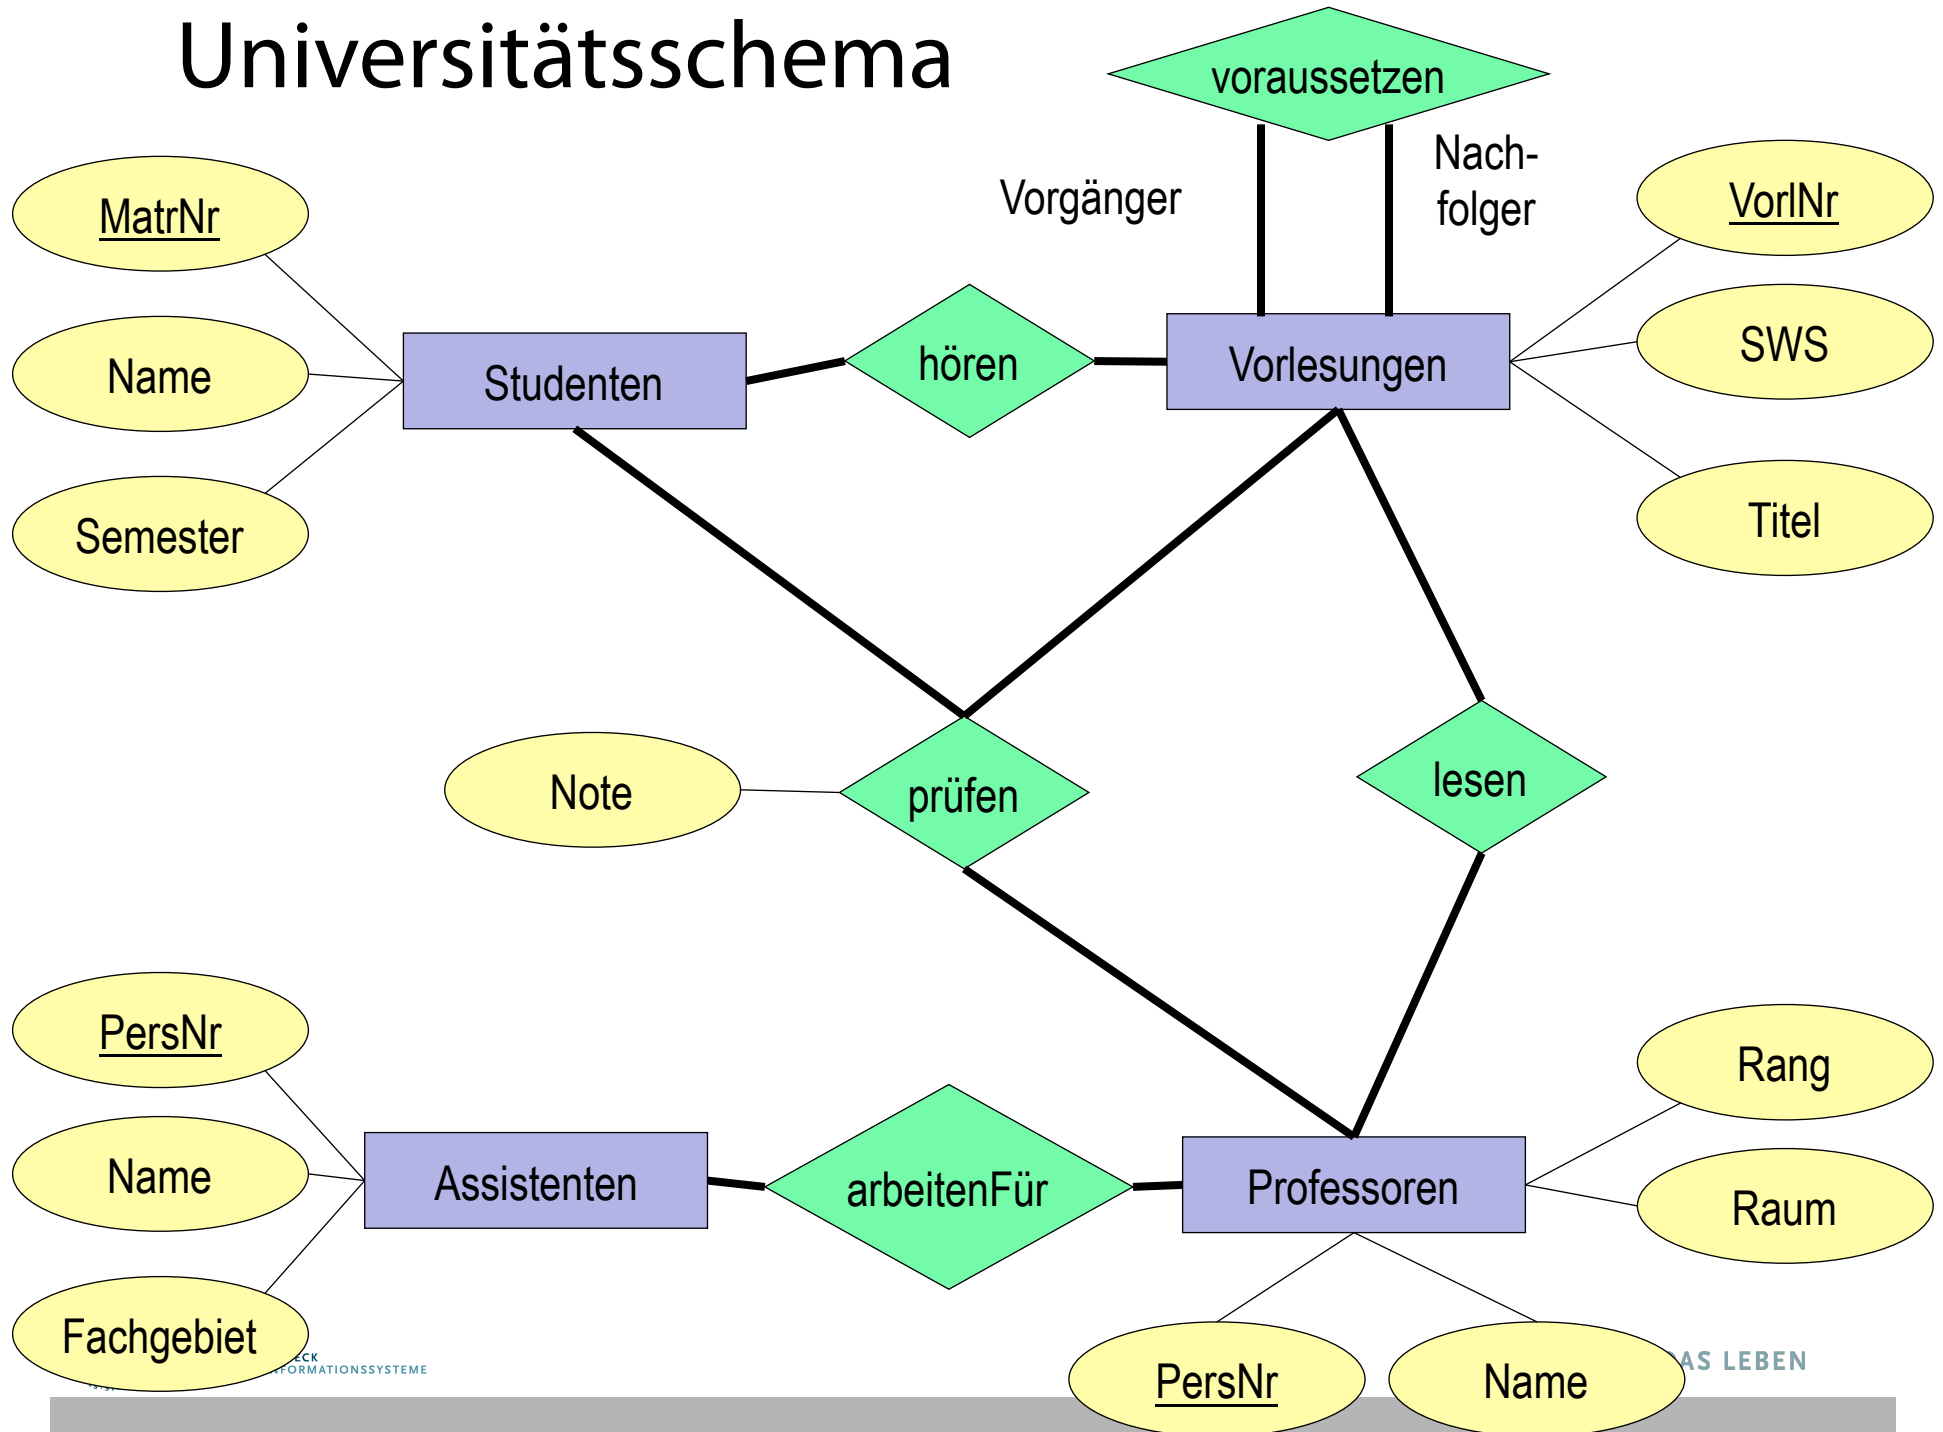 Universitätsschema
voraussetzen
Vorgänger
Nach-
folger
MatrNr
Name
Semester
Studenten
hören
Vorlesungen
VorlNr
SWS
Titel
Note
prüfen
lesen
PersNr
Name
Fachgebiet
Assistenten
arbeitenFür
Professoren
Rang
Raum
PersNr
Name
LEBEN